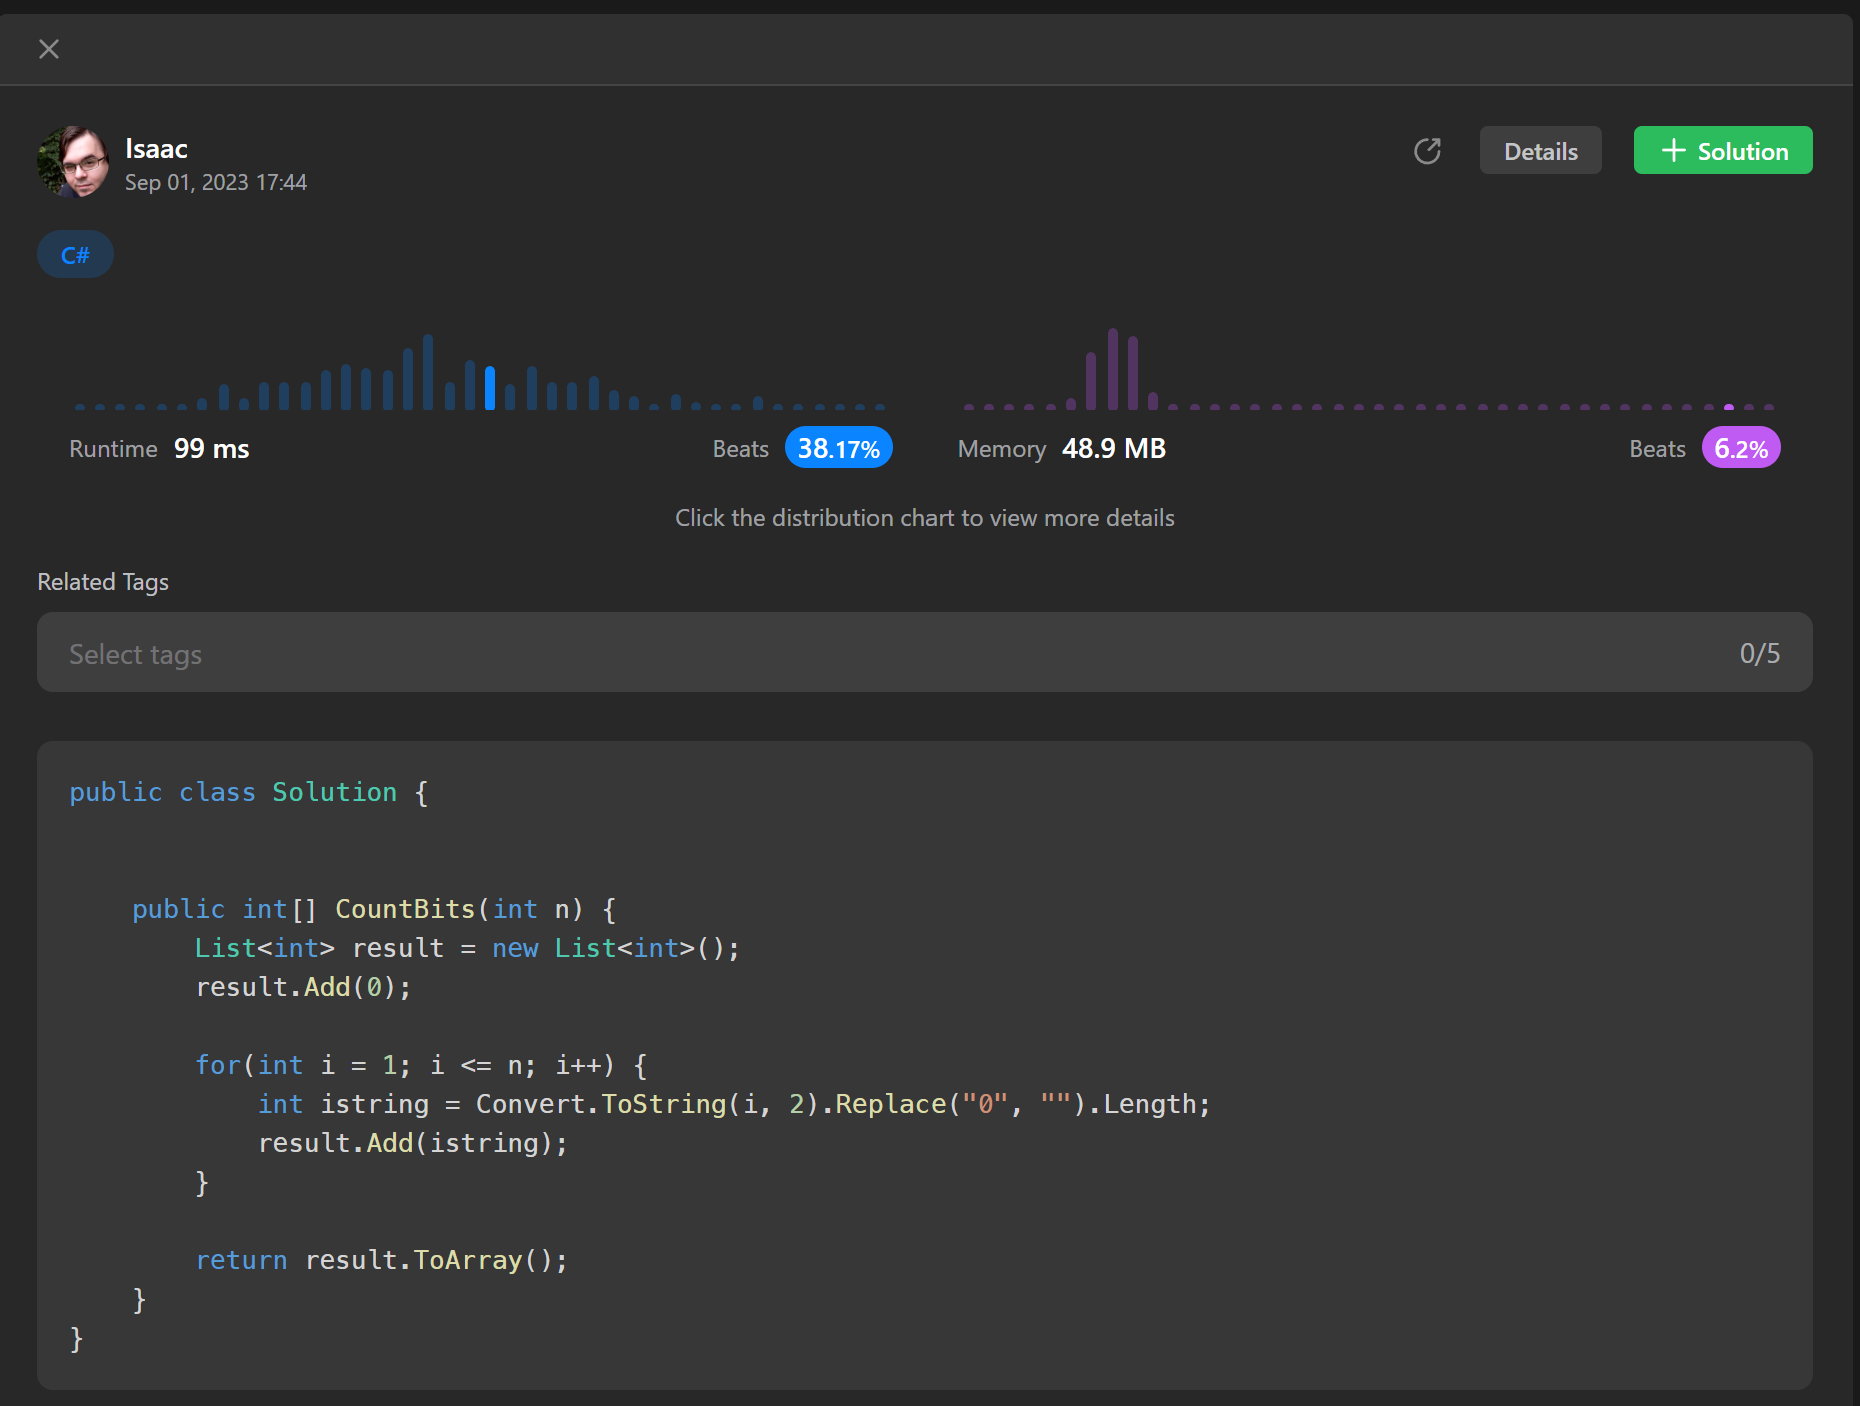 Isaac
Sep 01, 2023 17:44
Details
+ Solution
C#
Runtime 99 ms Beats 38.17%
Memory 48.9 MB Beats 6.2%
Click the distribution chart to view more details
Related Tags
Select tags 0/5
public class Solution {
    public int[] CountBits(int n) {
        List<int> result = new List<int>();
        result.Add(0);
        for(int i = 1; i <= n; i++) {
            int istring = Convert.ToString(i, 2).Replace("0", "").Length;
            result.Add(istring);
        }
        return result.ToArray();
    }
}